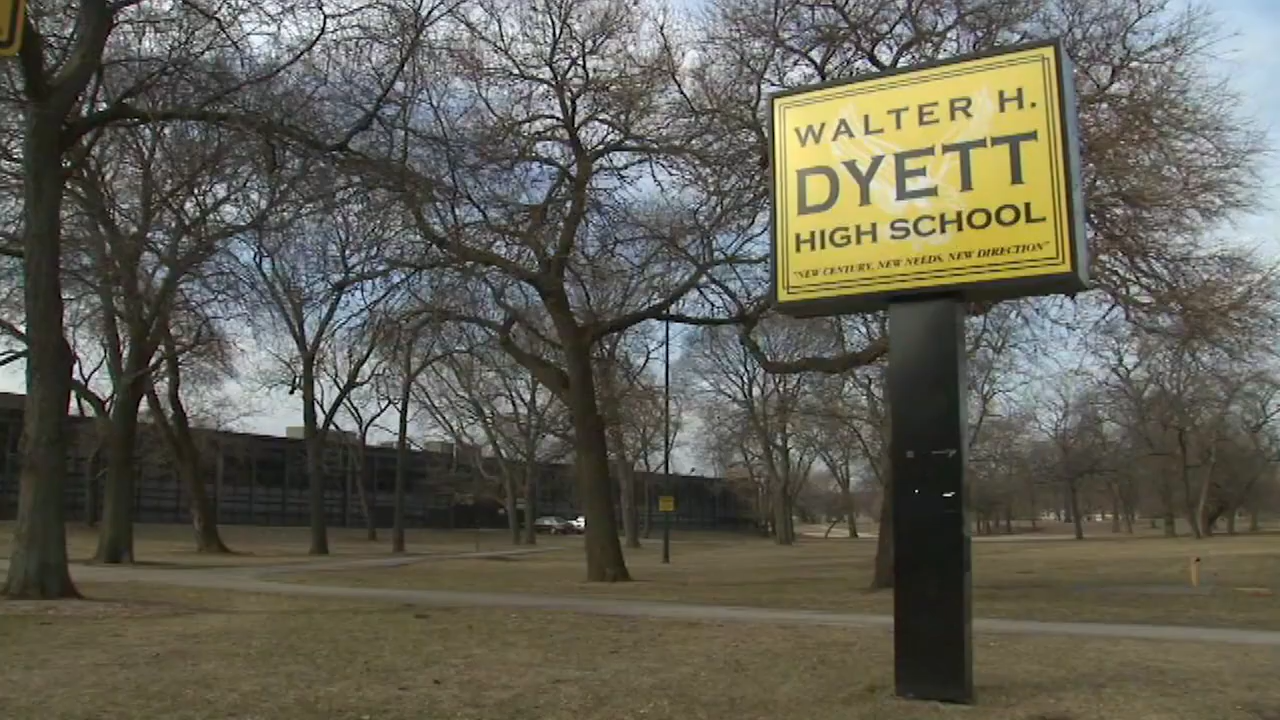 WALTER H.
DYETT
HIGH SCHOOL
"NEW CENTURY, NEW NEEDS, NEW DIRECTION"